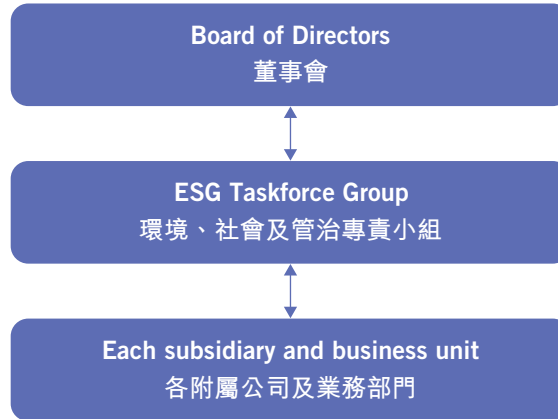 Board of Directors
董事會
ESG Taskforce Group
環境、社會及管治專責小組
Each subsidiary and business unit
各附屬公司及業務部門